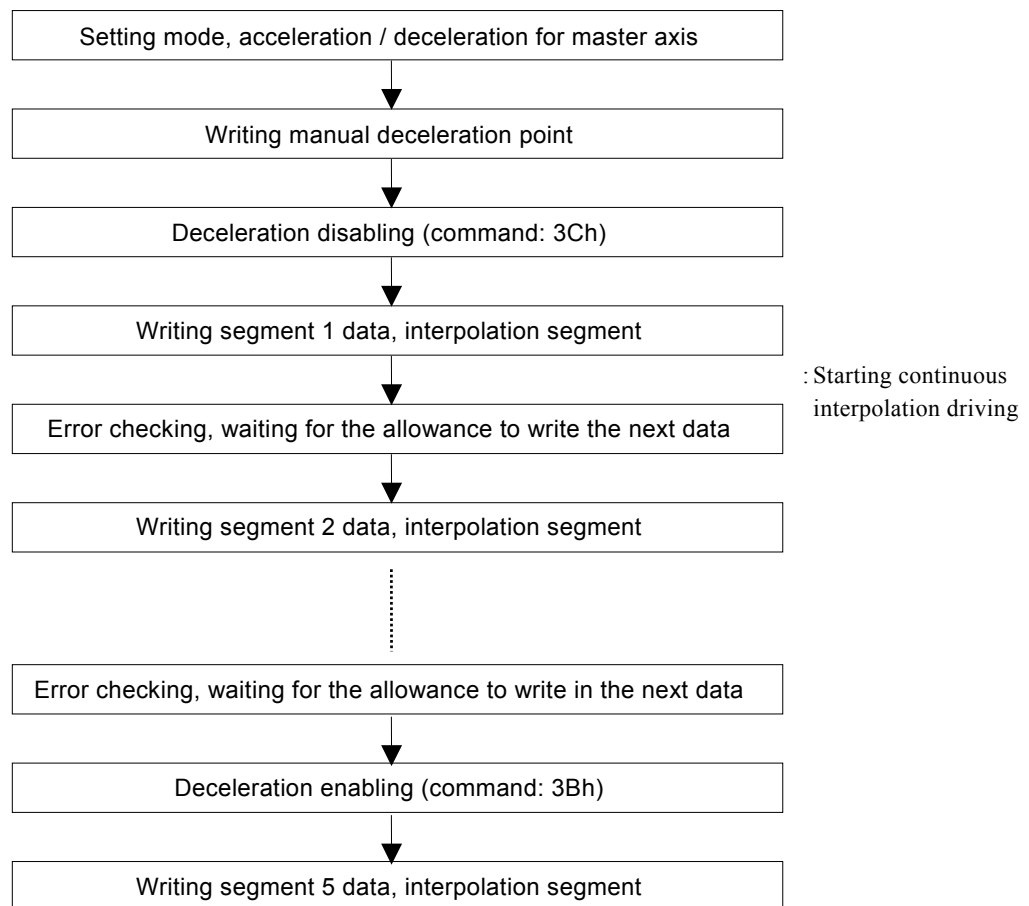 Setting mode, acceleration / deceleration for master axis
Writing manual deceleration point
Deceleration disabling (command: 3Ch)
Writing segment 1 data, interpolation segment
: Starting continuous
interpolation driving
Error checking, waiting for the allowance to write the next data
Writing segment 2 data, interpolation segment
Error checking, waiting for the allowance to write in the next data
Deceleration enabling (command: 3Bh)
Writing segment 5 data, interpolation segment